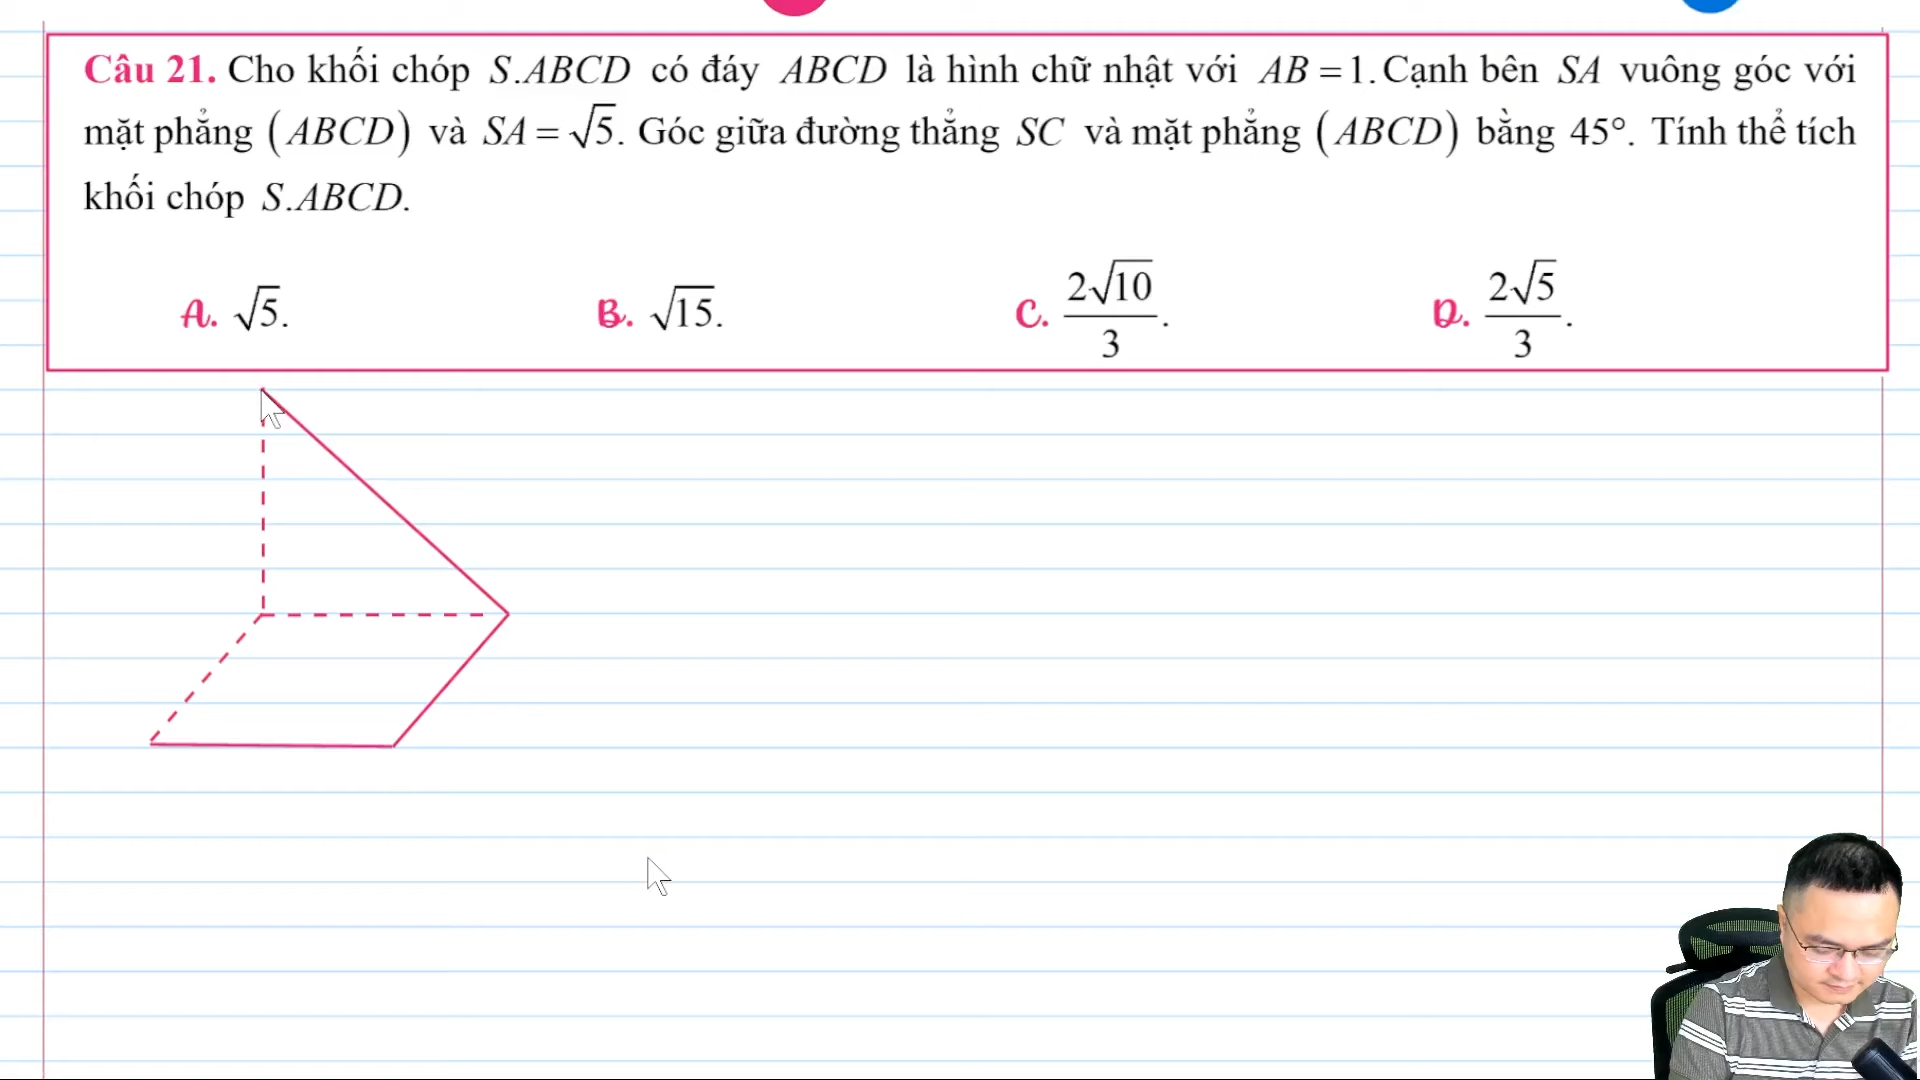 Câu 21. Cho khối chóp S.ABCD có đáy ABCD là hình chữ nhật với AB = 1. Cạnh bên SA vuông góc với
mặt phẳng (ABCD) và SA = √5. Góc giữa đường thẳng SC và mặt phẳng (ABCD) bằng 45°. Tính thể tích
khối chóp S.ABCD.
A. √5. B. √15. C. 2√10/3. D. 2√5/3.